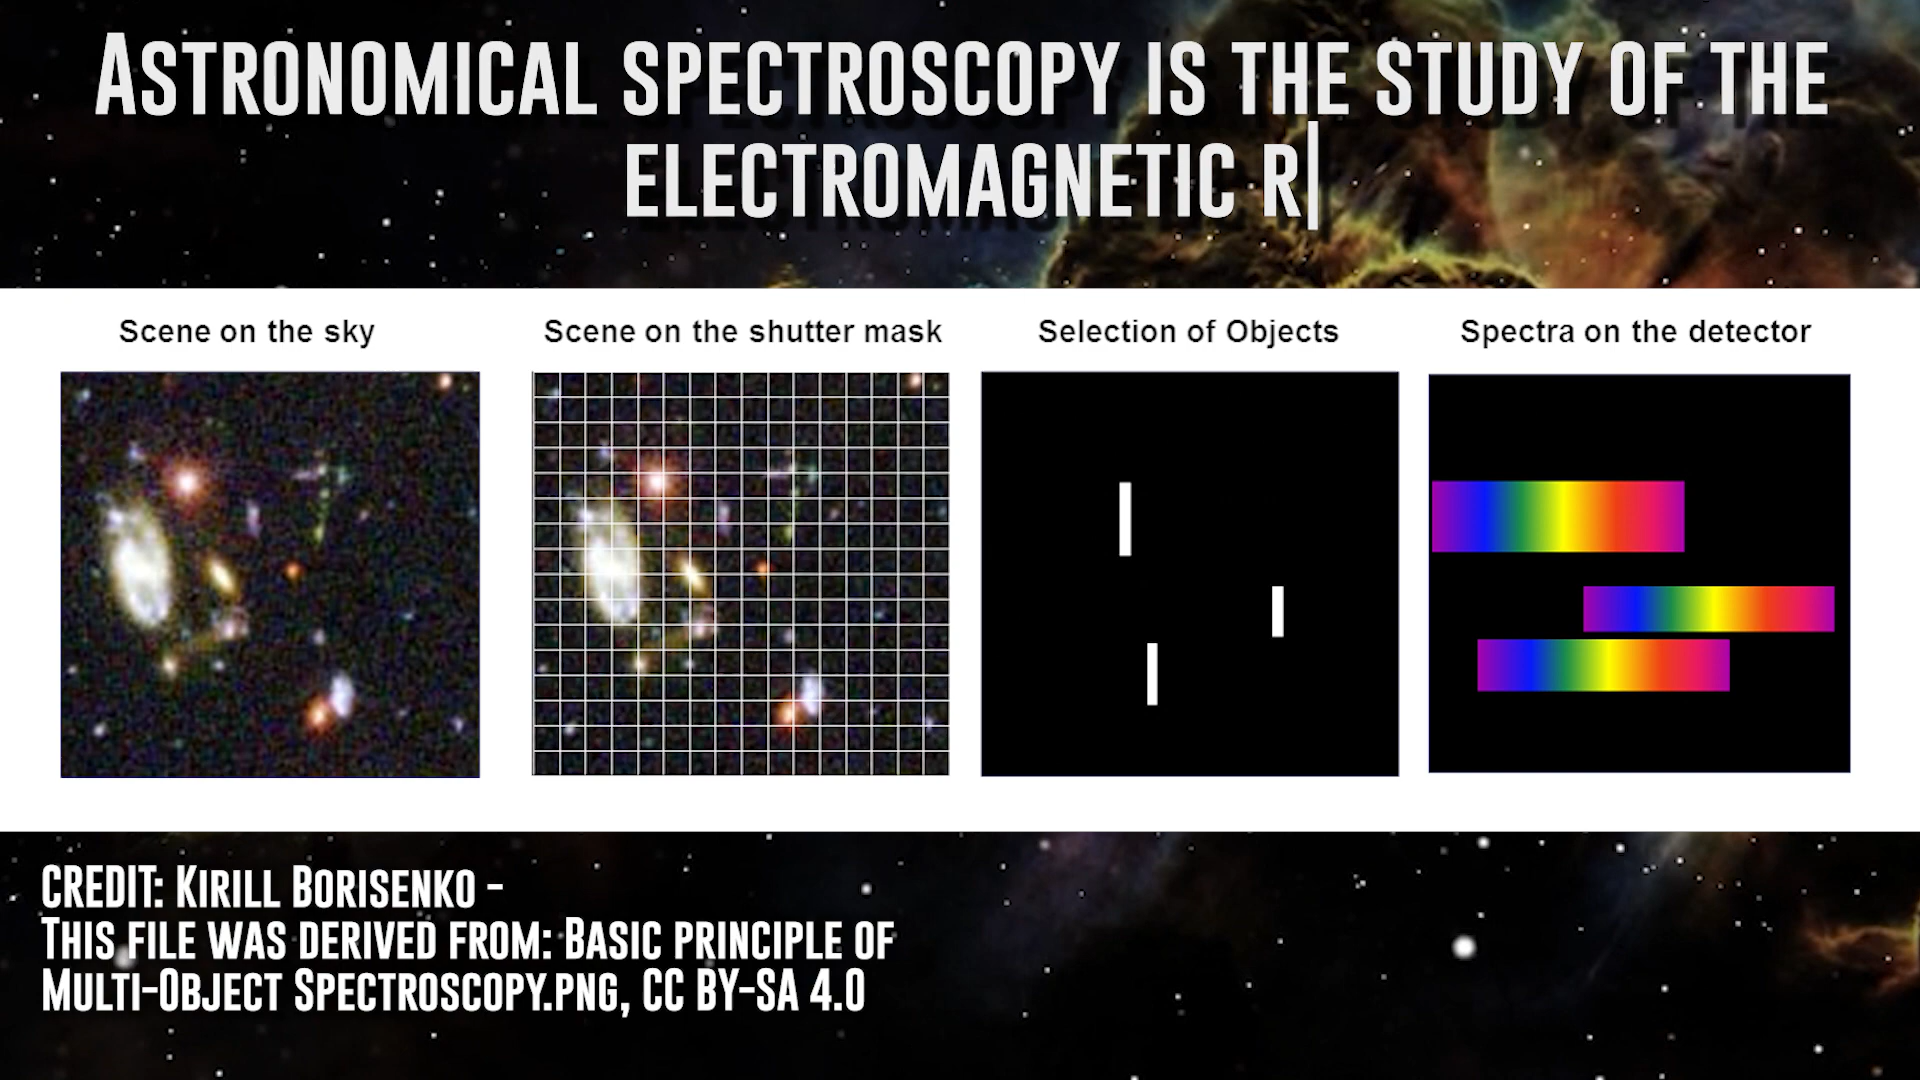 Astronomical spectroscopy is the study of the
electromagnetic r
Scene on the sky
Scene on the shutter mask
Selection of Objects
Spectra on the detector
CREDIT: Kirill Borisenko -
This file was derived from: Basic principle of
Multi-Object Spectroscopy.png, CC BY-SA 4.0